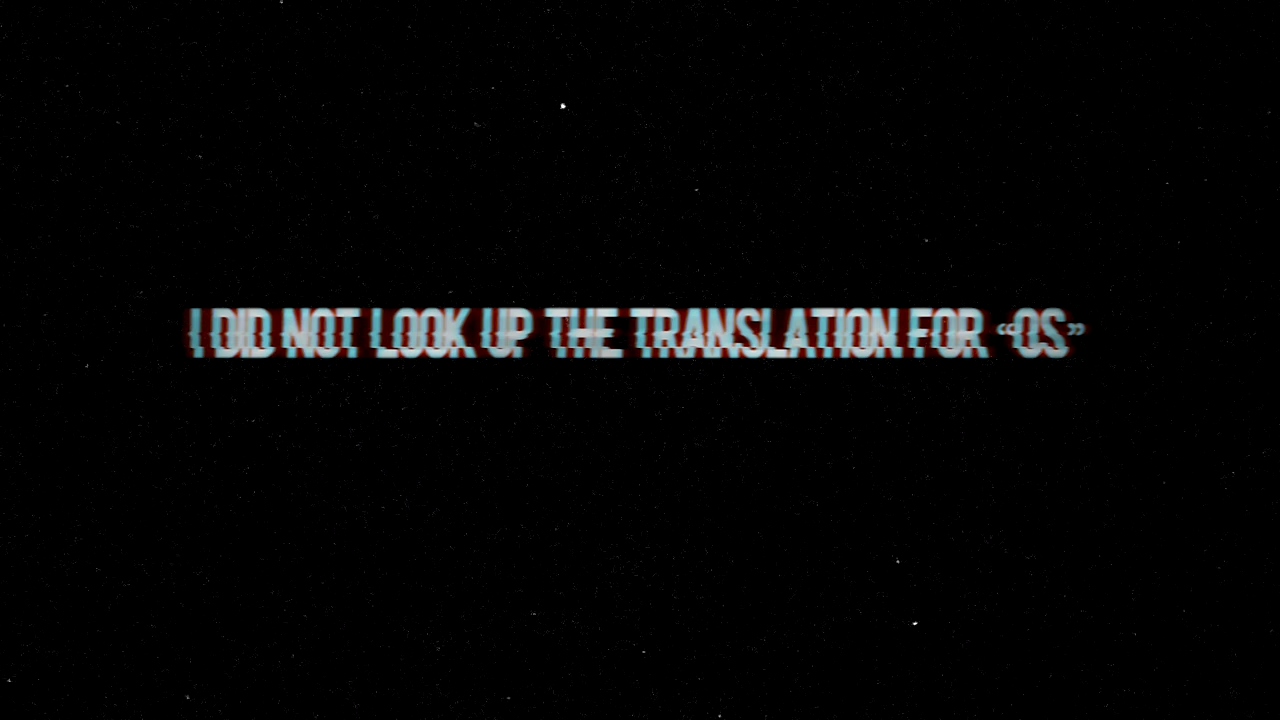 I DID NOT LOOK UP THE TRANSLATION FOR “OS”